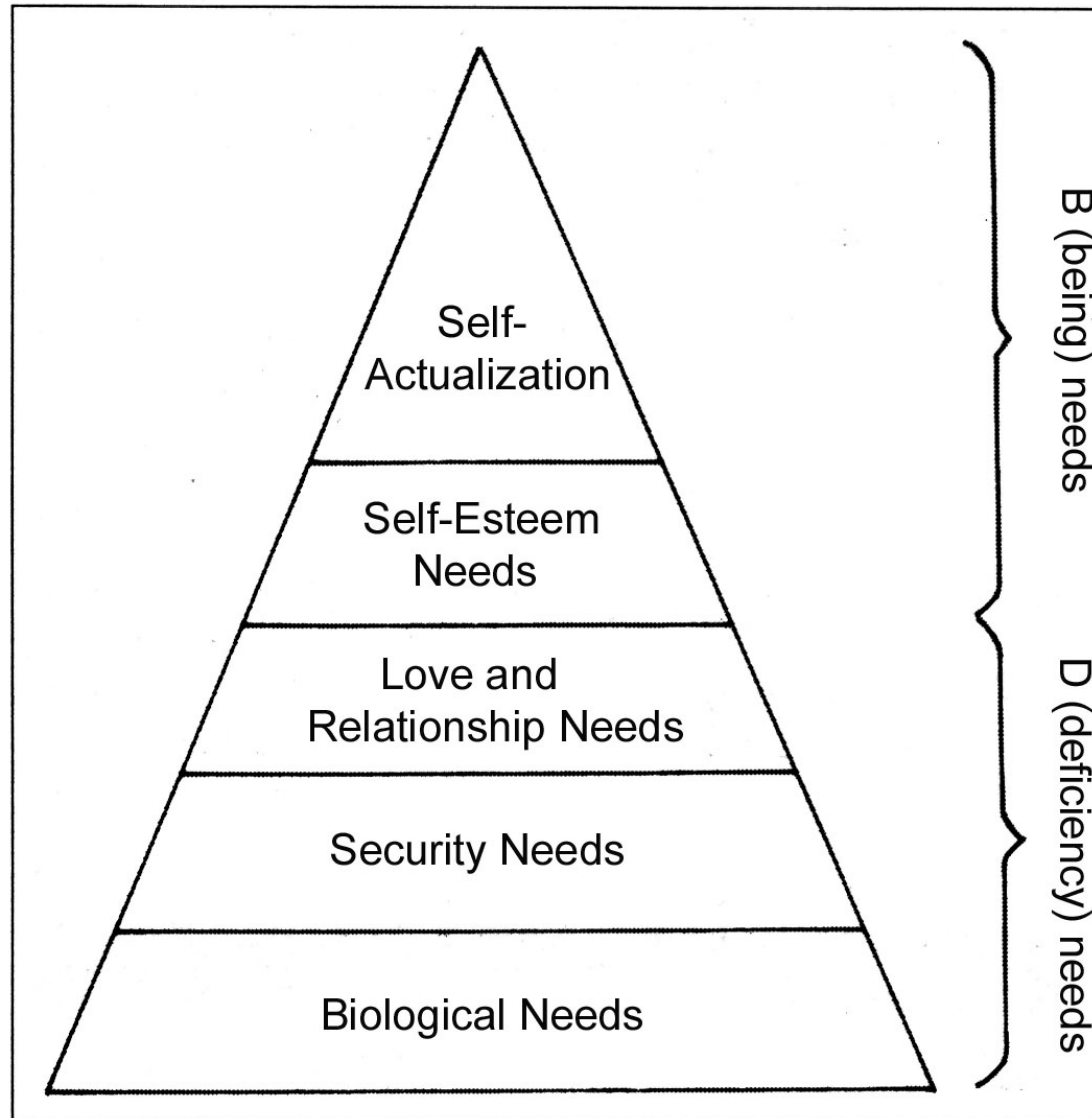 Self-
Actualization
Self-Esteem
Needs
Love and
Relationship Needs
Security Needs
Biological Needs
B (being) needs
D (deficiency) needs